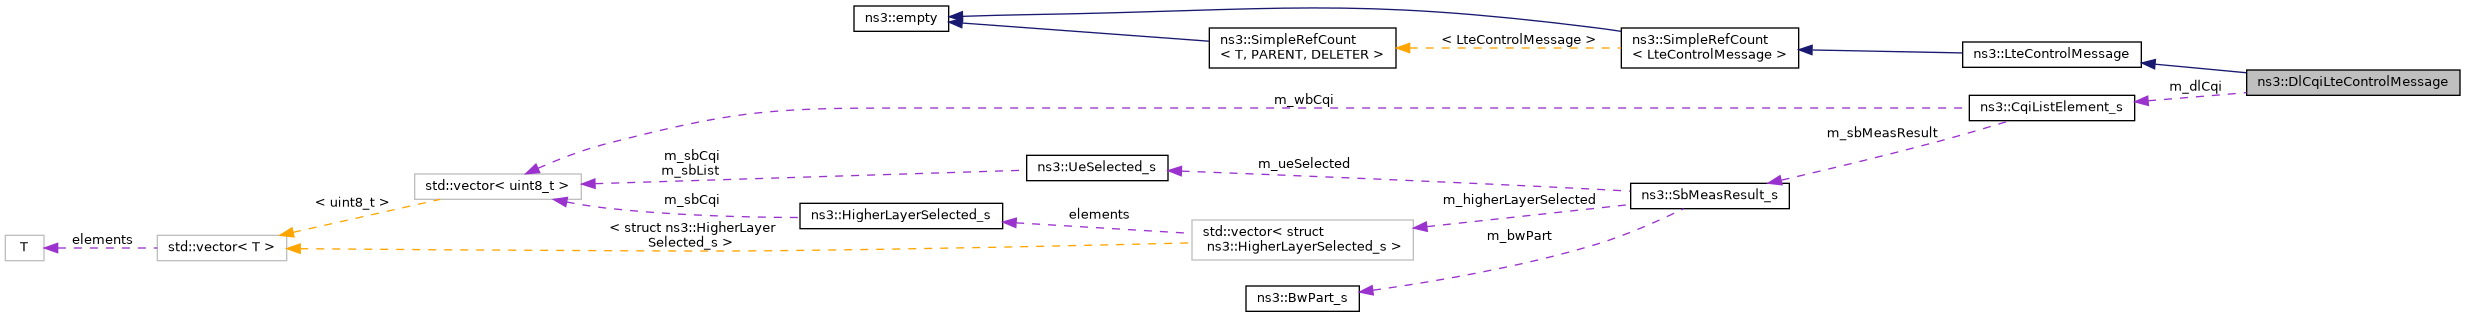 ns3::empty
ns3::SimpleRefCount
< T, PARENT, DELETER >
< LteControlMessage >
ns3::SimpleRefCount
< LteControlMessage >
ns3::LteControlMessage
ns3::DlCqiLteControlMessage
m_dlCqi
m_wbCqi
ns3::CqiListElement_s
m_sbMeasResult
m_sbCqi
m_sbList
ns3::UeSelected_s
m_ueSelected
std::vector< uint8_t >
ns3::SbMeasResult_s
< uint8_t >
m_sbCqi
ns3::HigherLayerSelected_s
elements
m_higherLayerSelected
T
elements
std::vector< T >
< struct ns3::HigherLayer
Selected_s >
std::vector< struct
ns3::HigherLayerSelected_s >
m_bwPart
ns3::BwPart_s